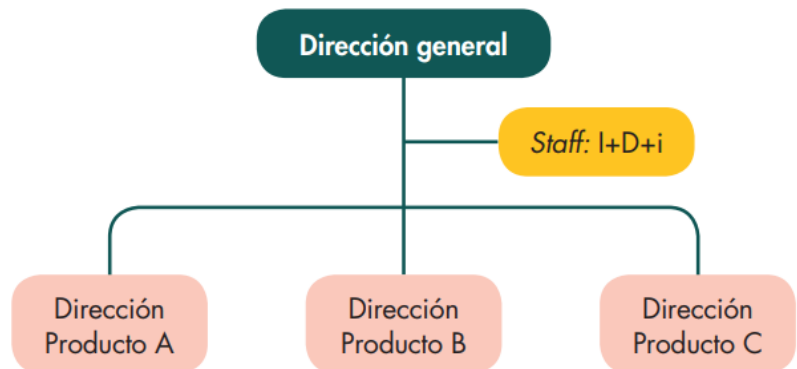 Dirección general
Staff: I+D+i
Dirección
Producto A
Dirección
Producto B
Dirección
Producto C